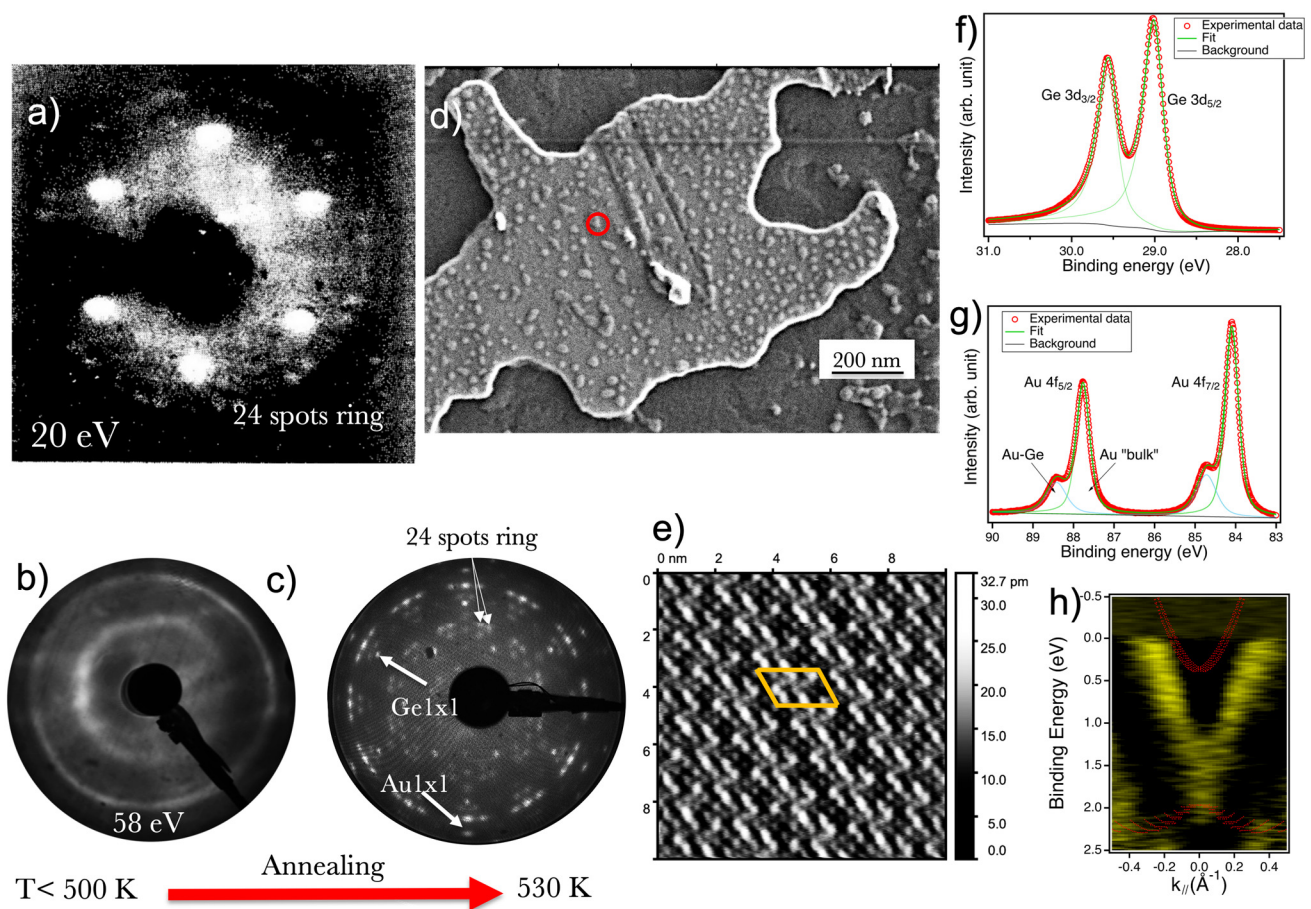 a)
24 spots ring
20 eV
d)
200 nm
f)
Experimental data
Fit
Background
Ge 3d3/2
Ge 3d5/2
Intensity (arb. unit)
31.0 30.0 29.0 28.0
Binding energy (eV)
g)
Experimental data
Fit
Background
Au 4f5/2
Au 4f7/2
Au-Ge
Au "bulk"
Intensity (arb. unit)
90 89 88 87 86 85 84 83
Binding energy (eV)
b)
58 eV
c)
24 spots ring
Ge1x1
Au1x1
T< 500 K
Annealing
530 K
e)
0 nm 2 4 6 8
0
2
4
6
8
32.7 pm
30.0
25.0
20.0
15.0
10.0
5.0
0.0
h)
-0.5
0.0
0.5
1.0
1.5
2.0
2.5
Binding Energy (eV)
-0.4 -0.2 0.0 0.2 0.4
k//(Å-1)